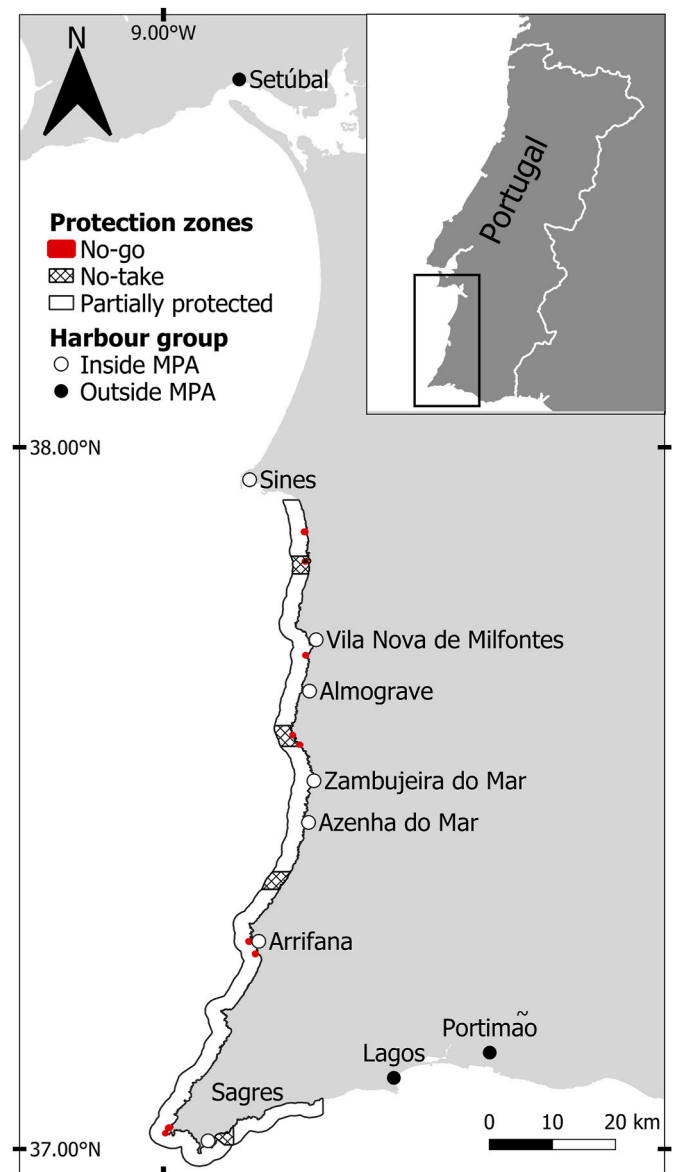 9.00°W
N
Setúbal
Portugal
Protection zones
No-go
No-take
Partially protected
Harbour group
Inside MPA
Outside MPA
38.00°N
Sines
Vila Nova de Milfontes
Almograve
Zambujeira do Mar
Azenha do Mar
Arrifana
Portimão
Lagos
Sagres
0 10 20 km
37.00°N